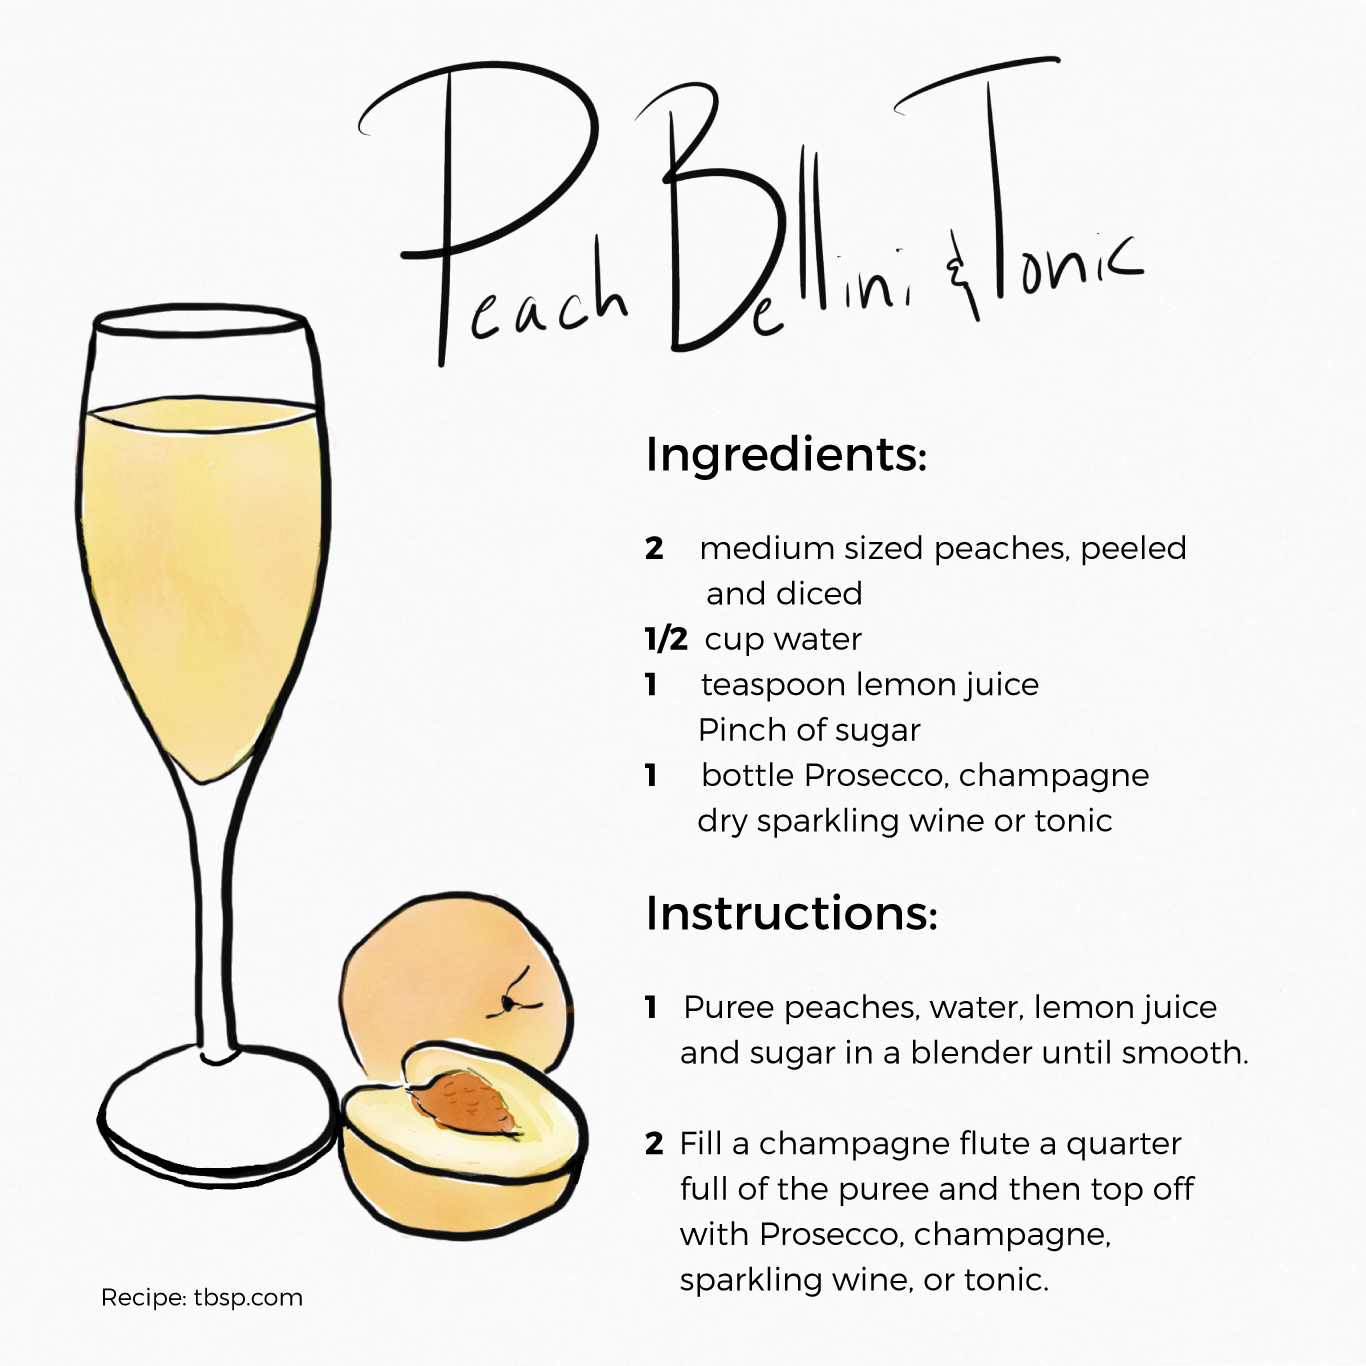 Peach Bellini & Tonic
Ingredients:
2 medium sized peaches, peeled
and diced
1/2 cup water
1 teaspoon lemon juice
Pinch of sugar
1 bottle Prosecco, champagne
dry sparkling wine or tonic
Instructions:
1 Puree peaches, water, lemon juice
and sugar in a blender until smooth.
2 Fill a champagne flute a quarter
full of the puree and then top off
with Prosecco, champagne,
sparkling wine, or tonic.
Recipe: tbsp.com